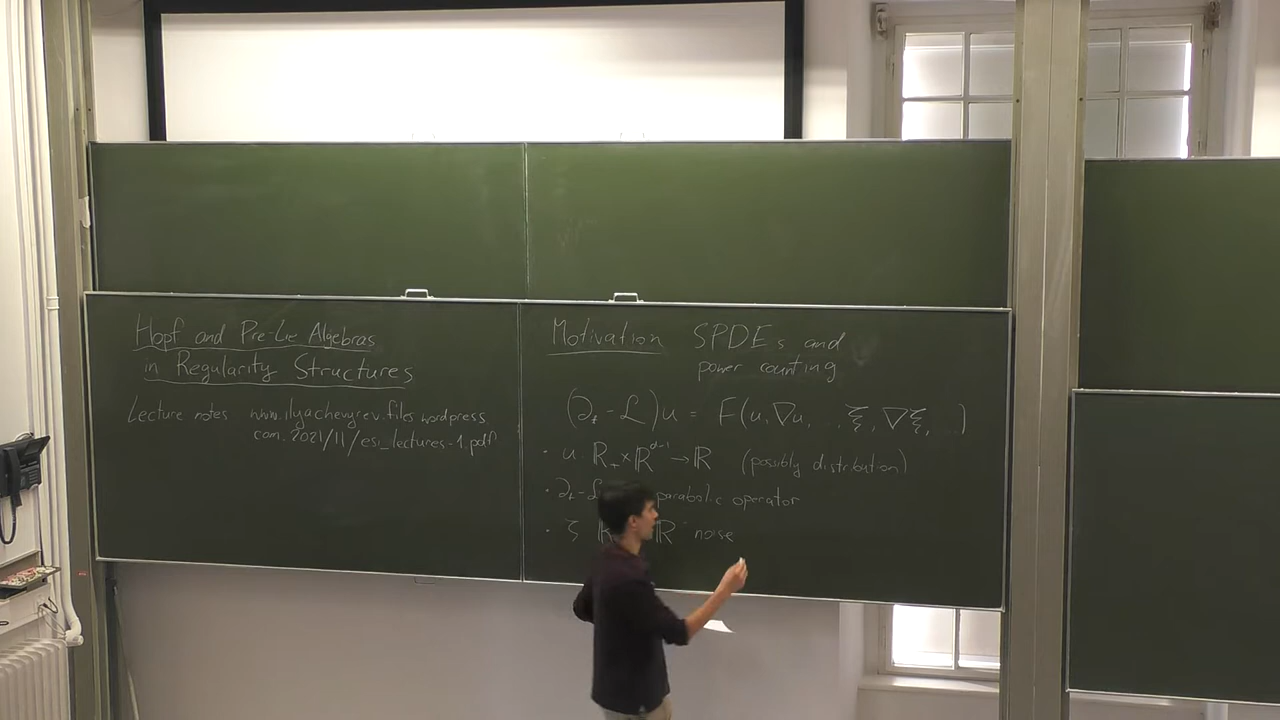 Hopf and Pre-Lie Algebras
in Regularity Structures
Lecture notes www.ilyachevyrev.files.wordpress.
com.2021/11/esi_lectures-1.pdf
Motivation SPDEs and
power counting
(∂ₜ - ℒ)u = F(u, ∇u, ... ξ, ∇ξ, ...)
• u: ℝ₊ × ℝᵈ⁻¹ → ℝ (possibly distribution)
• ∂ₜ - ℒ parabolic operator
• ξ ℝ ℝ noise